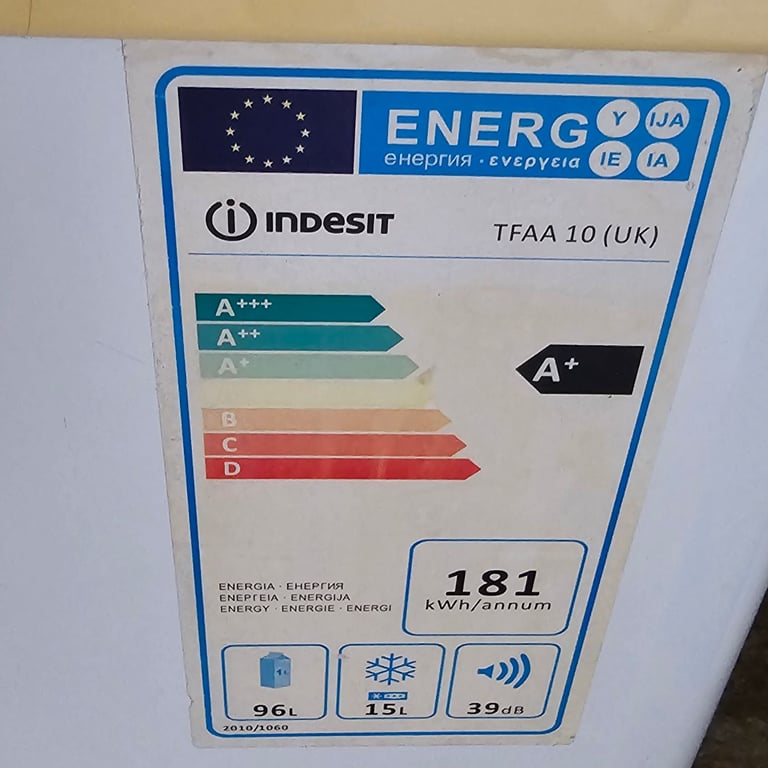 ENERG Y IJA
енергия · ενεργεια IE IA
INDESIT
TFAA 10 (UK)
A+++
A++
A+
A+
B
C
D
ENERGIA · ЕНЕРГИЯ
ΕΝΕΡΓΕΙΑ · ENERGIJA
ENERGY · ENERGIE · ENERGI
181
kWh/annum
1L
96L
15L
39dB
2010/1060